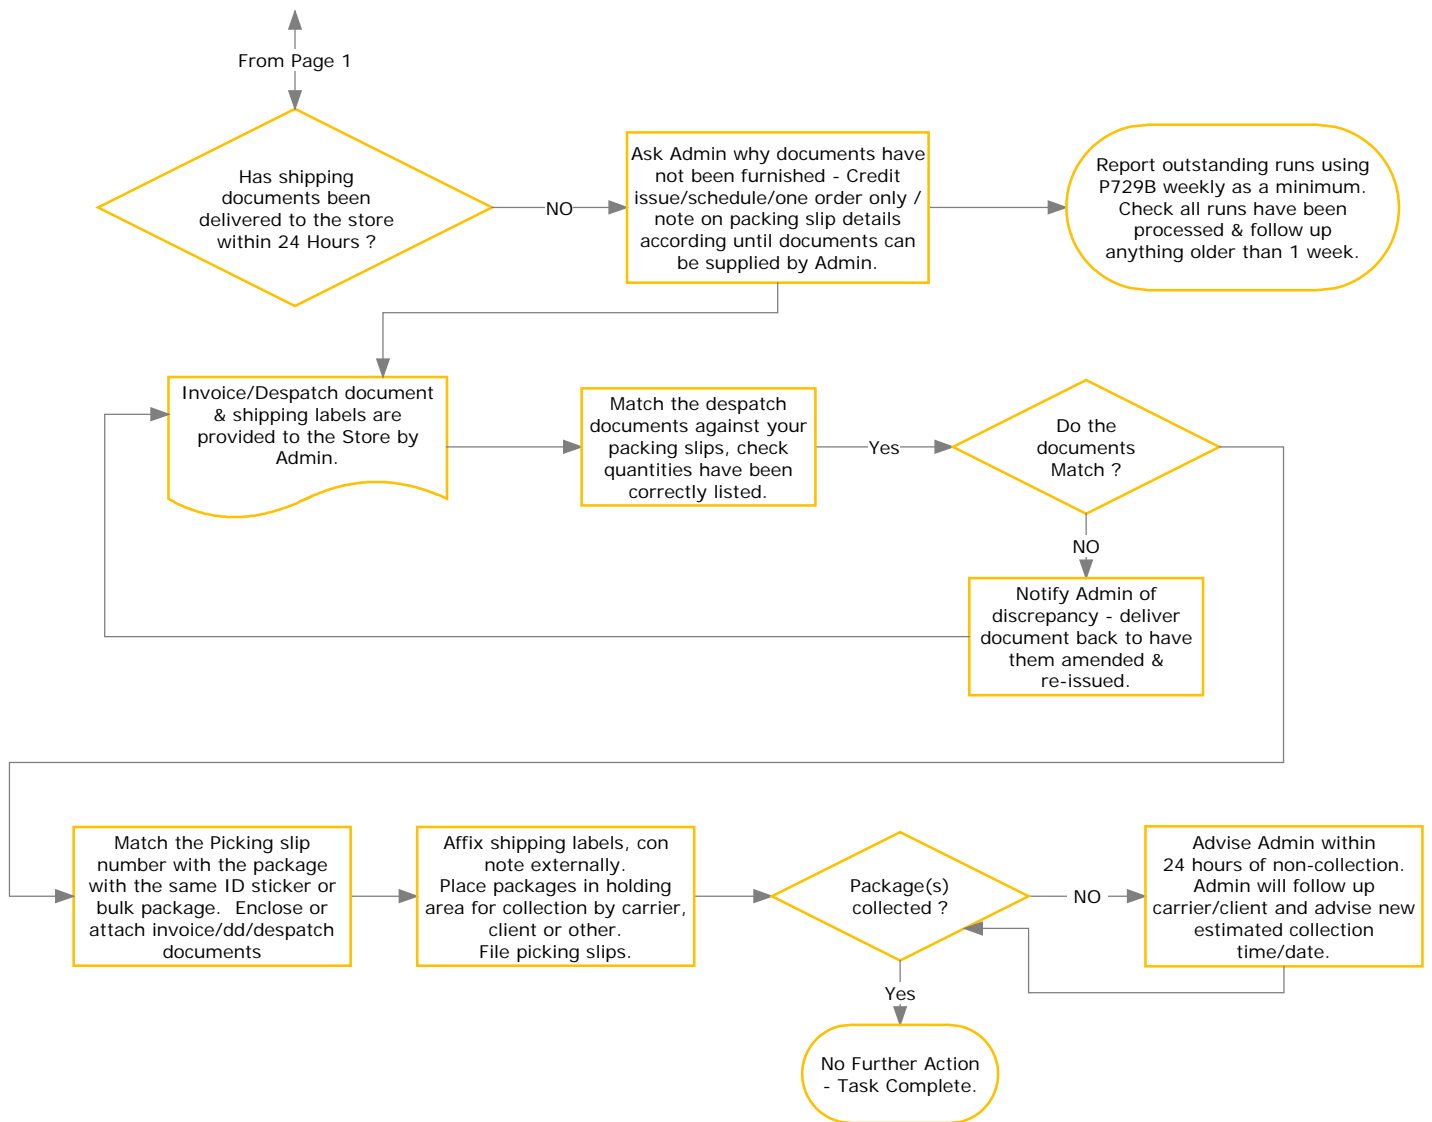 From Page 1
Has shipping
documents been
delivered to the store
within 24 Hours ?
NO
Ask Admin why documents have
not been furnished - Credit
issue/schedule/one order only /
note on packing slip details
according until documents can
be supplied by Admin.
Report outstanding runs using
P729B weekly as a minimum.
Check all runs have been
processed & follow up
anything older than 1 week.
Invoice/Despatch document
& shipping labels are
provided to the Store by
Admin.
Match the despatch
documents against your
packing slips, check
quantities have been
correctly listed.
Yes
Do the
documents
Match ?
NO
Notify Admin of
discrepancy - deliver
document back to have
them amended &
re-issued.
Match the Picking slip
number with the package
with the same ID sticker or
bulk package.  Enclose or
attach invoice/dd/despatch
documents
Affix shipping labels, con
note externally.
Place packages in holding
area for collection by carrier,
client or other.
File picking slips.
Package(s)
collected ?
NO
Advise Admin within
24 hours of non-collection.
Admin will follow up
carrier/client and advise new
estimated collection
time/date.
Yes
No Further Action
- Task Complete.